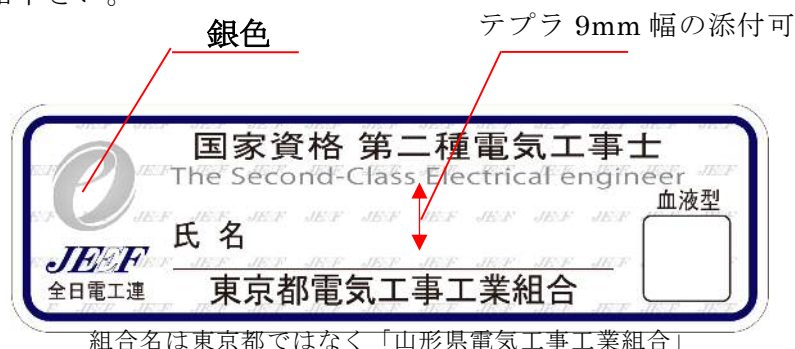 銀色
テプラ 9mm 幅の添付可
国家資格 第二種電気工事士
The Second-Class Electrical engineer
血液型
氏 名
JEEF
全日電工連
東京都電気工事工業組合
組合名は東京都ではなく「山形県電気工事工業組合」